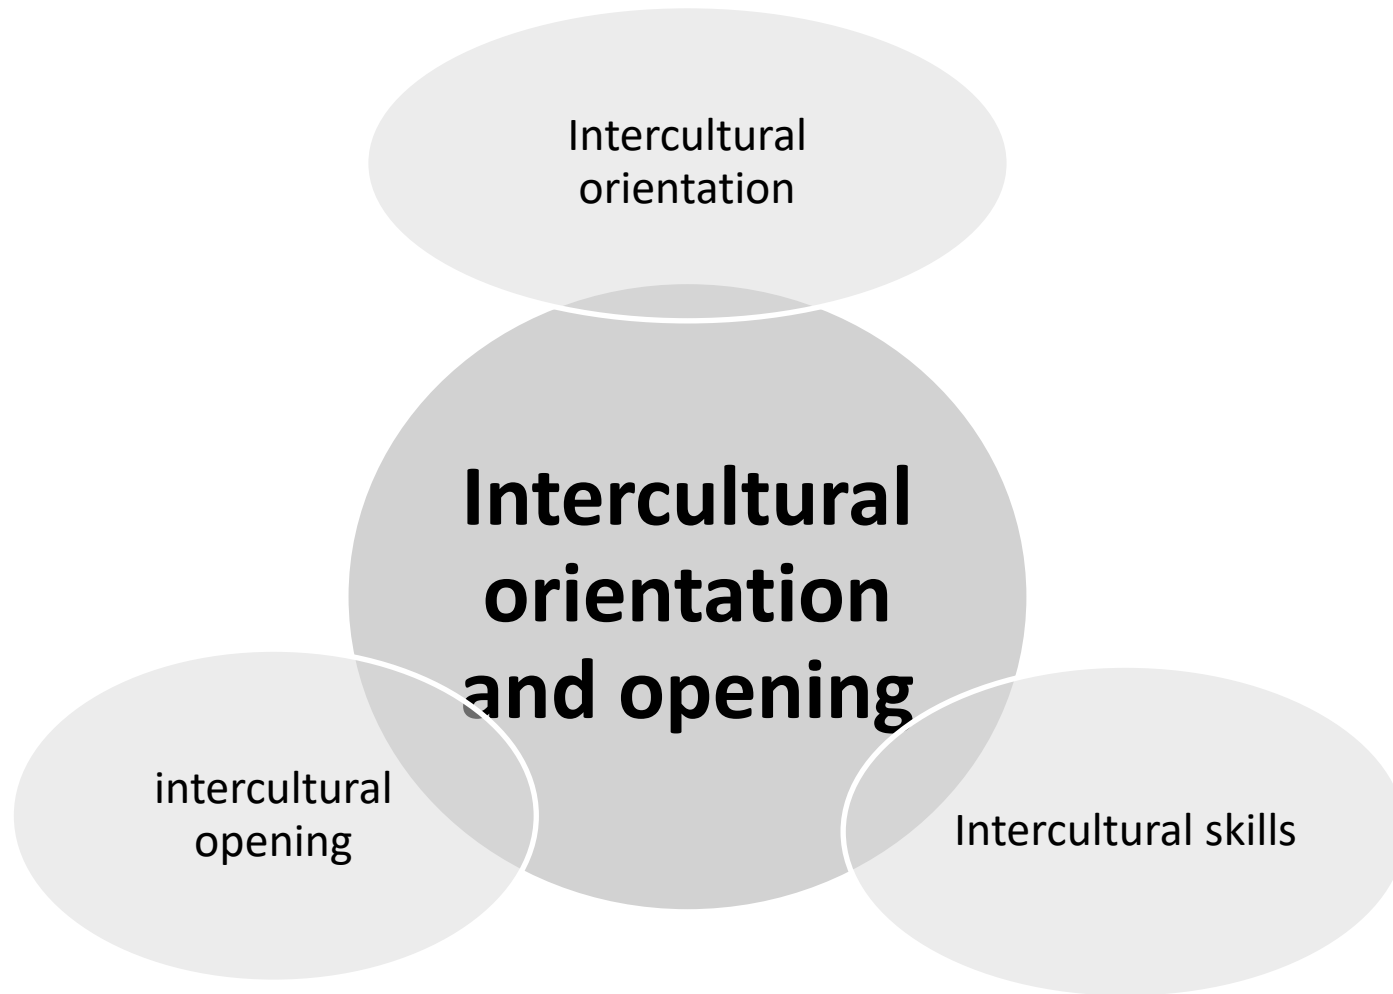 Intercultural
orientation
Intercultural
orientation
and opening
intercultural
opening
Intercultural skills